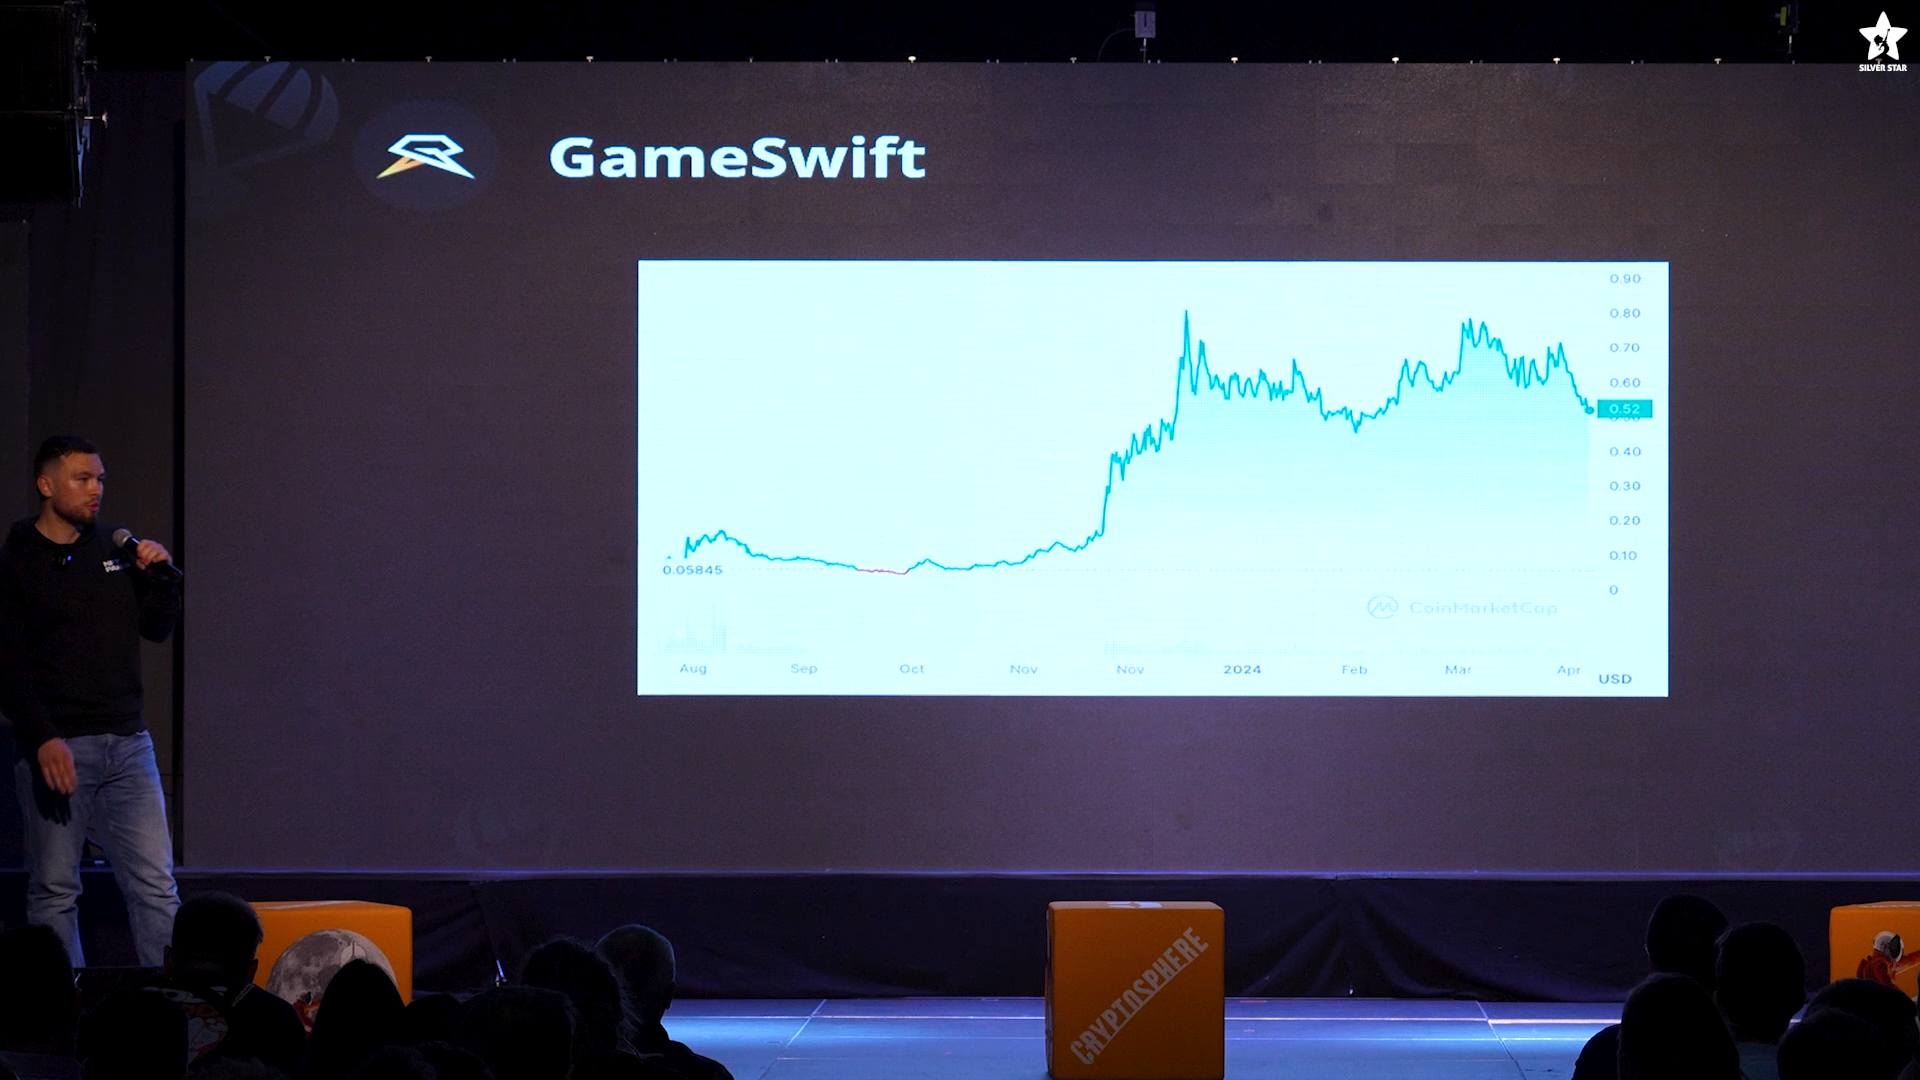 SILVER STAR
GameSwift
0.90
0.80
0.70
0.60
0.52
0.40
0.30
0.20
0.10
0
0.05845
CoinMarketCap
Aug Sep Oct Nov Nov 2024 Feb Mar Apr
USD
CRYPTOSPHERE